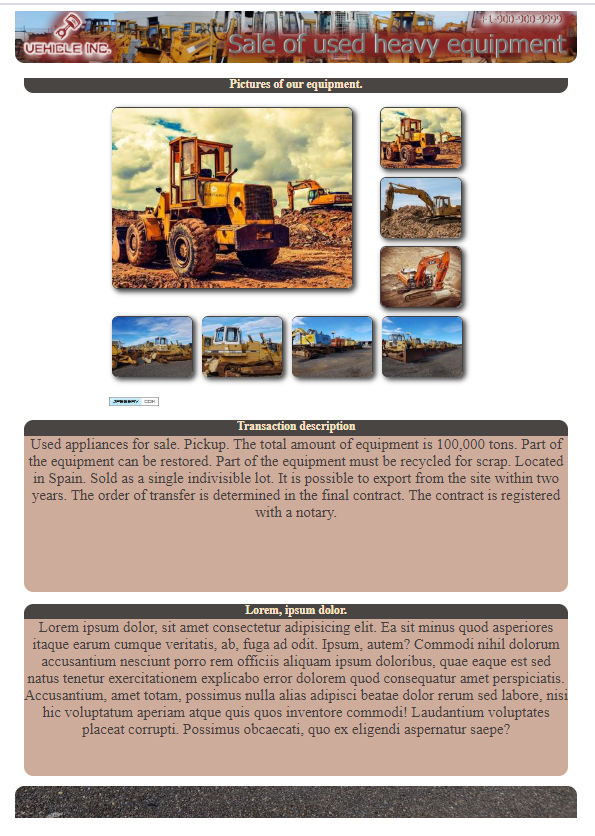 +1-900-900-9999
VEHICLE INC.
Sale of used heavy equipment
Pictures of our equipment.
Transaction description
Used appliances for sale. Pickup. The total amount of equipment is 100,000 tons. Part of
the equipment can be restored. Part of the equipment must be recycled for scrap. Located
in Spain. Sold as a single indivisible lot. It is possible to export from the site within two
years. The order of transfer is determined in the final contract. The contract is registered
with a notary.
Lorem, ipsum dolor.
Lorem ipsum dolor, sit amet consectetur adipisicing elit. Ea sit minus quod asperiores
itaque earum cumque veritatis, ab, fuga ad odit. Ipsum, autem? Commodi nihil dolorum
accusantium nesciunt porro rem officiis aliquam ipsum doloribus, quae eaque est sed
natus tenetur exercitationem explicabo error dolorem quod consequatur amet perspiciatis.
Accusantium, amet totam, possimus nulla alias adipisci beatae dolor rerum sed labore, nisi
hic voluptatum aperiam atque quis quos inventore commodi! Laudantium voluptates
placeat corrupti. Possimus obcaecati, quo ex eligendi aspernatur saepe?